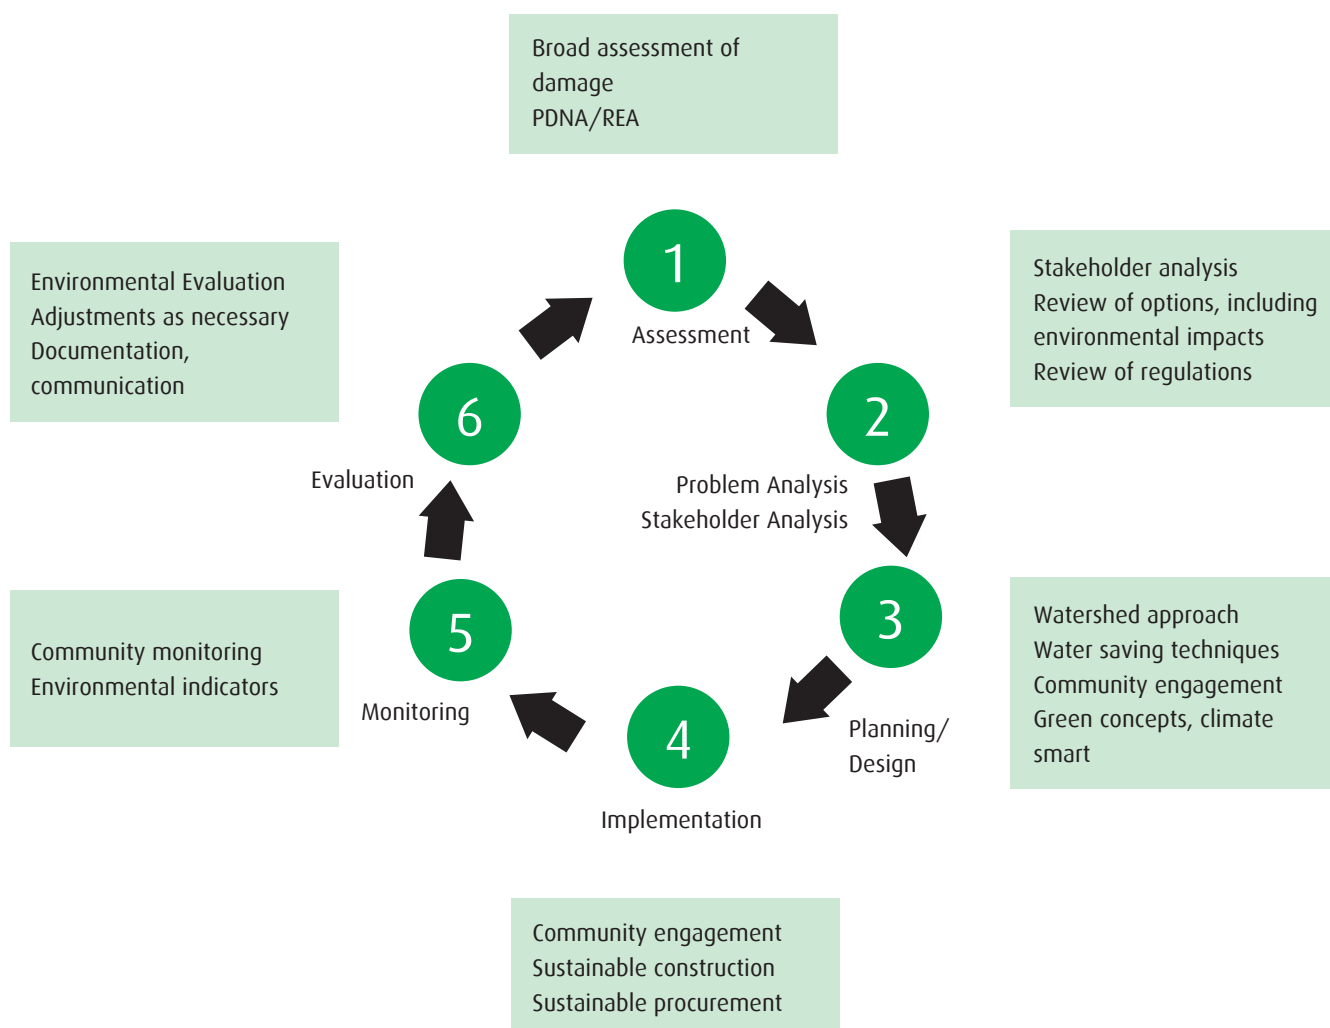 Broad assessment of
damage
PDNA/REA
1
Assessment
Stakeholder analysis
Review of options, including
environmental impacts
Review of regulations
2
Problem Analysis
Stakeholder Analysis
Watershed approach
Water saving techniques
Community engagement
Green concepts, climate
smart
3
Planning/
Design
4
Implementation
Community engagement
Sustainable construction
Sustainable procurement
5
Monitoring
Community monitoring
Environmental indicators
6
Evaluation
Environmental Evaluation
Adjustments as necessary
Documentation,
communication